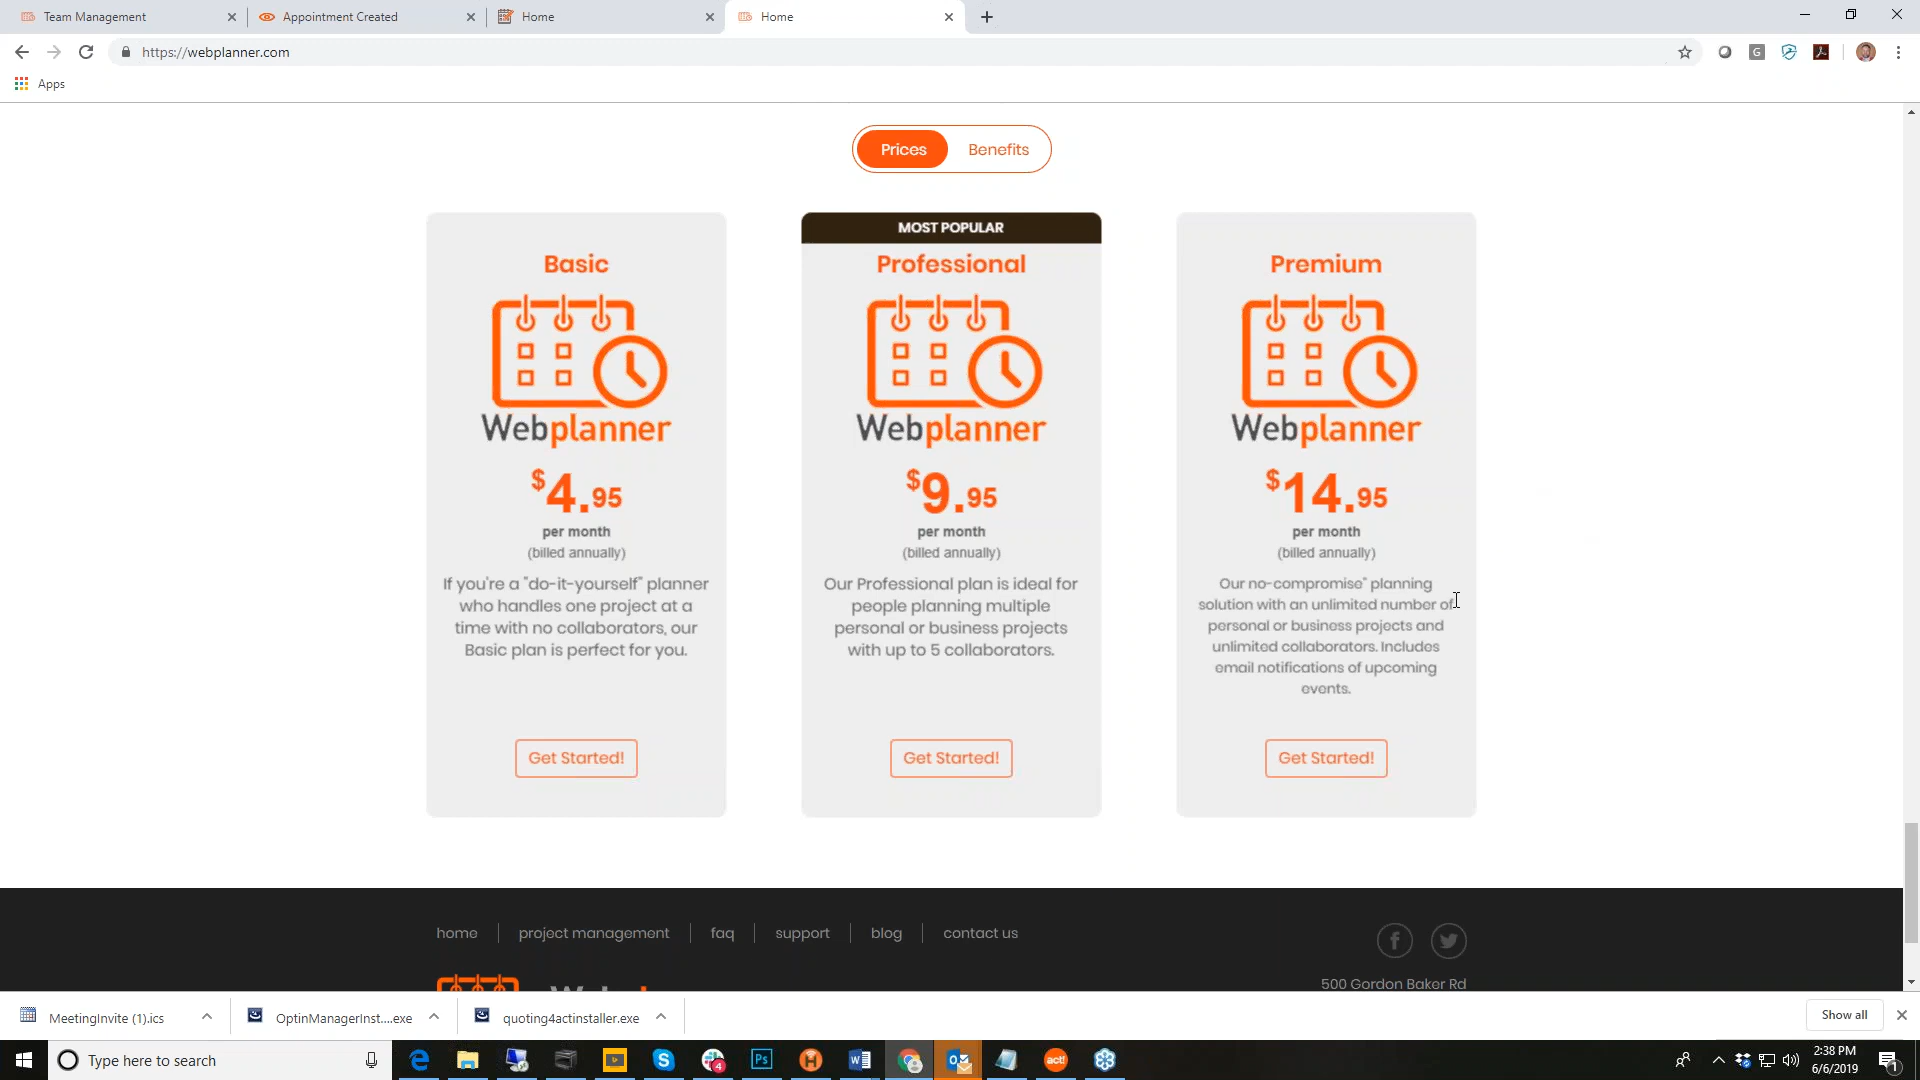 Team Management
Appointment Created
Home
Home
https://webplanner.com
G
Apps
Prices
Benefits
Basic
Webplanner
$4.95
per month
(billed annually)
If you're a "do-it-yourself" planner
who handles one project at a
time with no collaborators, our
Basic plan is perfect for you.
Get Started!
MOST POPULAR
Professional
Webplanner
$9.95
per month
(billed annually)
Our Professional plan is ideal for
people planning multiple
personal or business projects
with up to 5 collaborators.
Get Started!
Premium
Webplanner
$14.95
per month
(billed annually)
Our no-compromise" planning
solution with an unlimited number of
personal or business projects and
unlimited collaborators. Includes
email notifications of upcoming
events.
Get Started!
home
project management
faq
support
blog
contact us
500 Gordon Baker Rd
MeetingInvite (1).ics
OptinManagerInst....exe
quoting4actinstaller.exe
Show all
Type here to search
4
Ps
act!
2:38 PM
6/6/2019
1